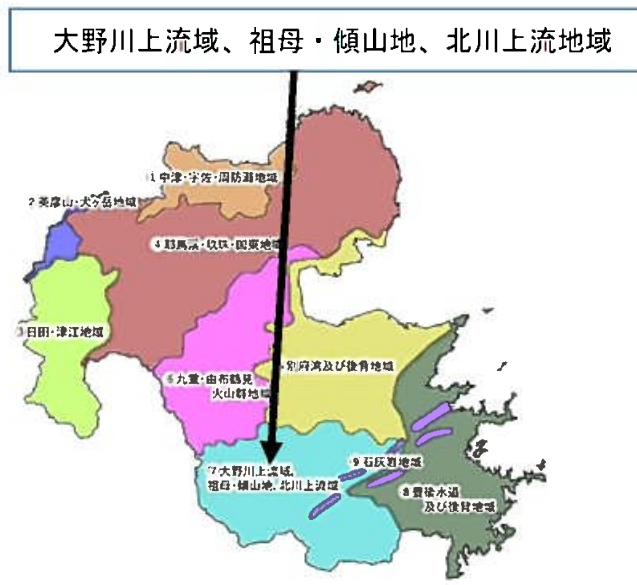 大野川上流域、祖母・傾山地、北川上流地域
1中津・宇佐・周防灘地域
2英彦山・犬ヶ岳地域
4耶馬溪・玖珠・国東地域
3日田・津江地域
5別府湾及び後背地域
6九重・由布鶴見
火山群地域
7大野川上流域、
祖母・傾山地、北川上流域
9石灰岩地域
8豊後水道
及び後背地域